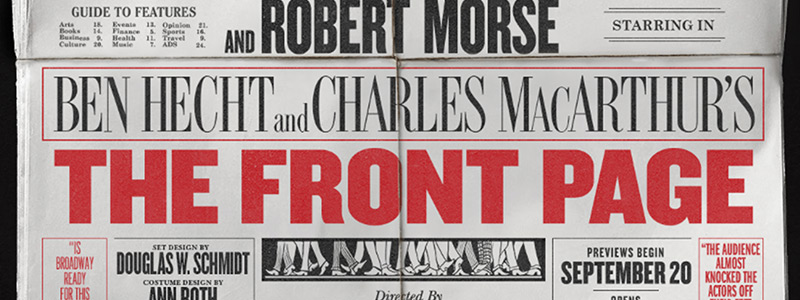 GUIDE TO FEATURES
Arts 18. Events 13. Opinion 21.
Books 14. Finance 5. Sports 16.
Business 9. Health 11. Travel 9.
Culture 20. Music 7. ADS 24.
AND ROBERT MORSE
STARRING IN
BEN HECHT and CHARLES MACARTHUR'S
THE FRONT PAGE
"IS
BROADWAY
READY
FOR THIS
SET DESIGN BY
DOUGLAS W. SCHMIDT
COSTUME DESIGN BY
ANN ROTH
Directed By
PREVIEWS BEGIN
SEPTEMBER 20
OPENS
"THE AUDIENCE
ALMOST
KNOCKED THE
ACTORS OFF